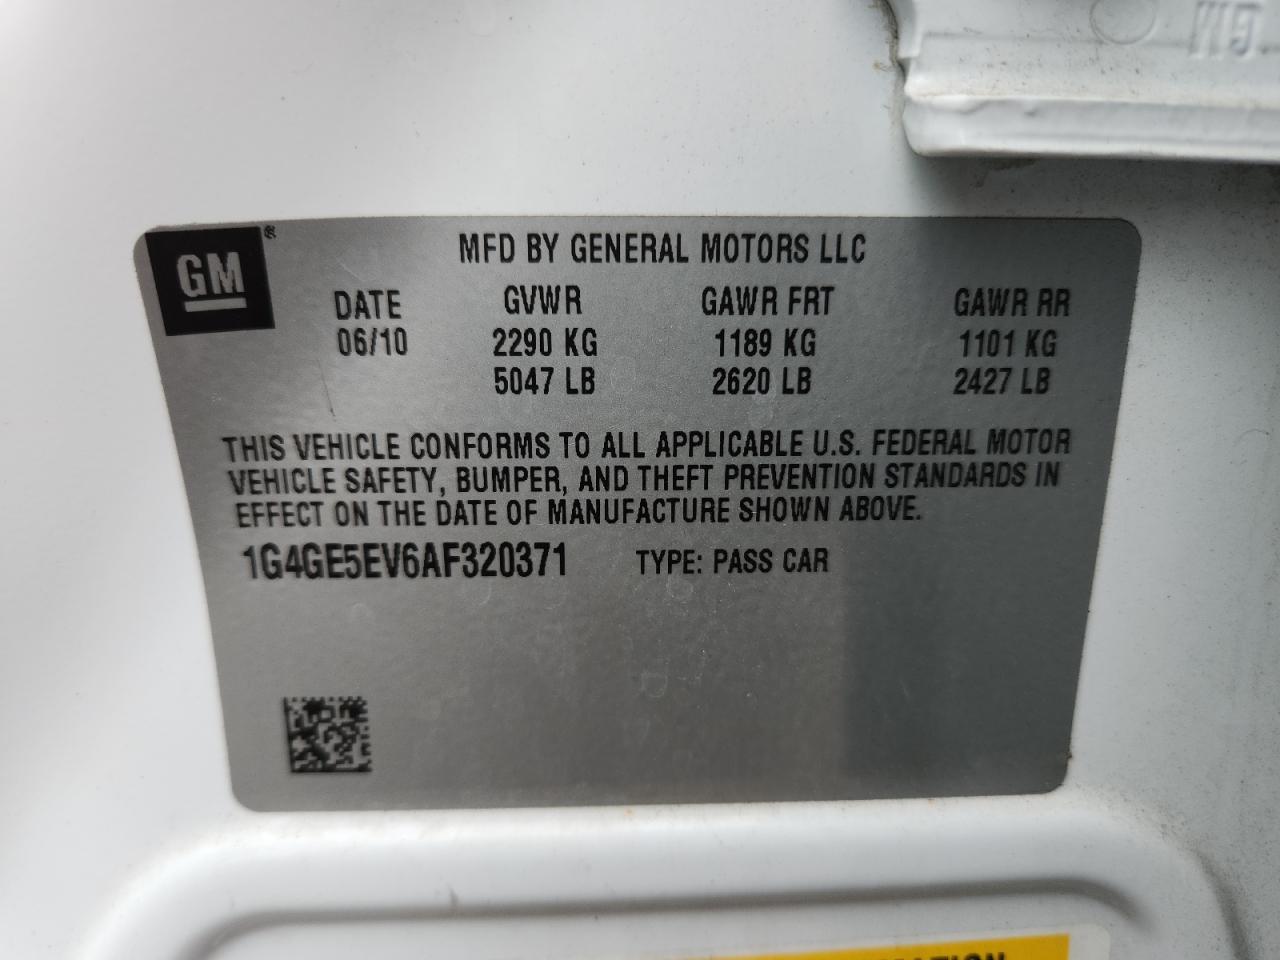 GM
GM ®
MFD BY GENERAL MOTORS LLC
DATE GVWR GAWR FRT GAWR RR
06/10 2290 KG 1189 KG 1101 KG
5047 LB 2620 LB 2427 LB
THIS VEHICLE CONFORMS TO ALL APPLICABLE U.S. FEDERAL MOTOR
VEHICLE SAFETY, BUMPER, AND THEFT PREVENTION STANDARDS IN
EFFECT ON THE DATE OF MANUFACTURE SHOWN ABOVE.
1G4GE5EV6AF320371 TYPE: PASS CAR